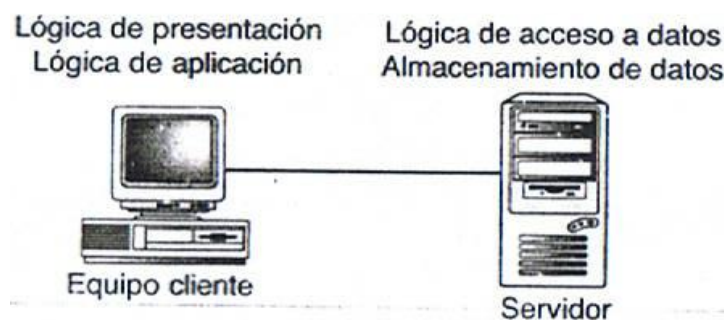 Lógica de presentación
Lógica de aplicación
Lógica de acceso a datos
Almacenamiento de datos
Equipo cliente
Servidor